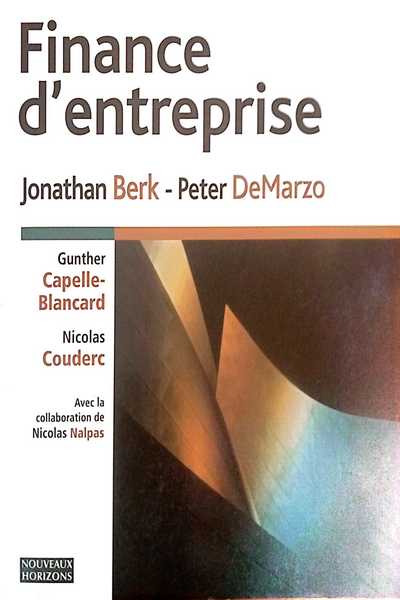 Finance
d'entreprise
Jonathan Berk - Peter DeMarzo
Gunther
Capelle-
Blancard
Nicolas
Couderc
Avec la
collaboration de
Nicolas Nalpas
NOUVEAUX
HORIZONS